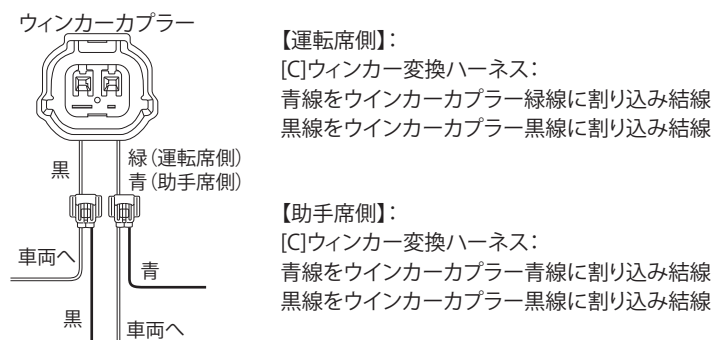 ウィンカーカプラー
黒
緑（運転席側）
青（助手席側）
車両へ
青
黒
車両へ
【運転席側】：
[C]ウィンカー変換ハーネス：
青線をウインカーカプラー緑線に割り込み結線
黒線をウインカーカプラー黒線に割り込み結線
【助手席側】：
[C]ウィンカー変換ハーネス：
青線をウインカーカプラー青線に割り込み結線
黒線をウインカーカプラー黒線に割り込み結線